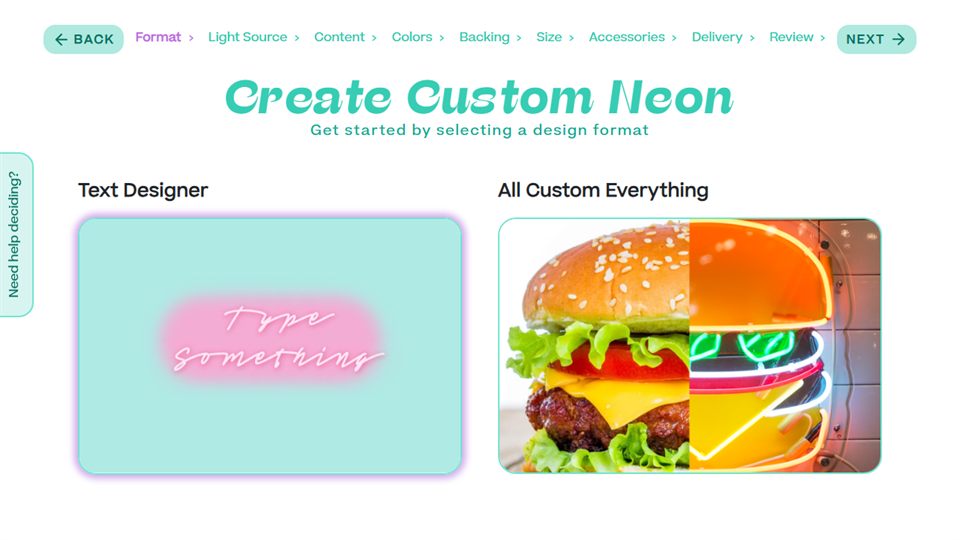 BACK
Format
Light Source
Content
Colors
Backing
Size
Accessories
Delivery
Review
NEXT
Create Custom Neon
Get started by selecting a design format
Need help deciding?
Text Designer
All Custom Everything
Type
Something